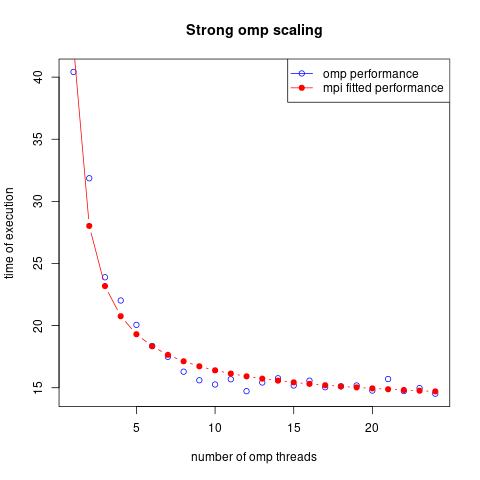 Strong omp scaling
omp performance
mpi fitted performance
time of execution
40
35
30
25
20
15
5
10
15
20
number of omp threads